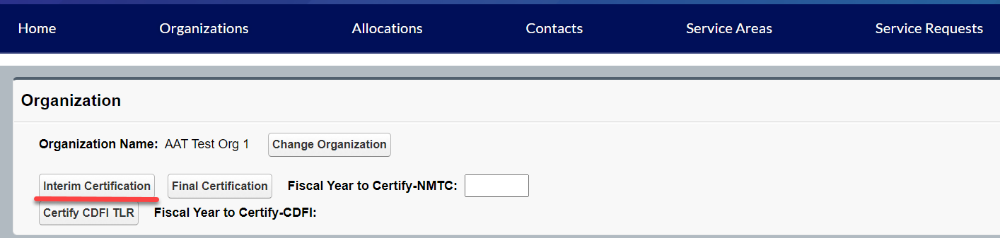 Home Organizations Allocations Contacts Service Areas Service Requests
Organization
Organization Name: AAT Test Org 1 Change Organization
Interim Certification Final Certification Fiscal Year to Certify-NMTC:
Certify CDFI TLR Fiscal Year to Certify-CDFI: